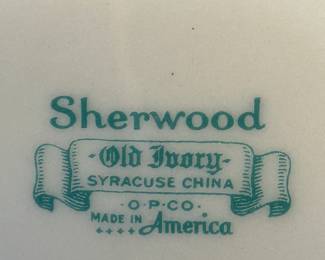 Sherwood
·Old Ivory·
SYRACUSE CHINA
·O·P·CO·
MADE IN America